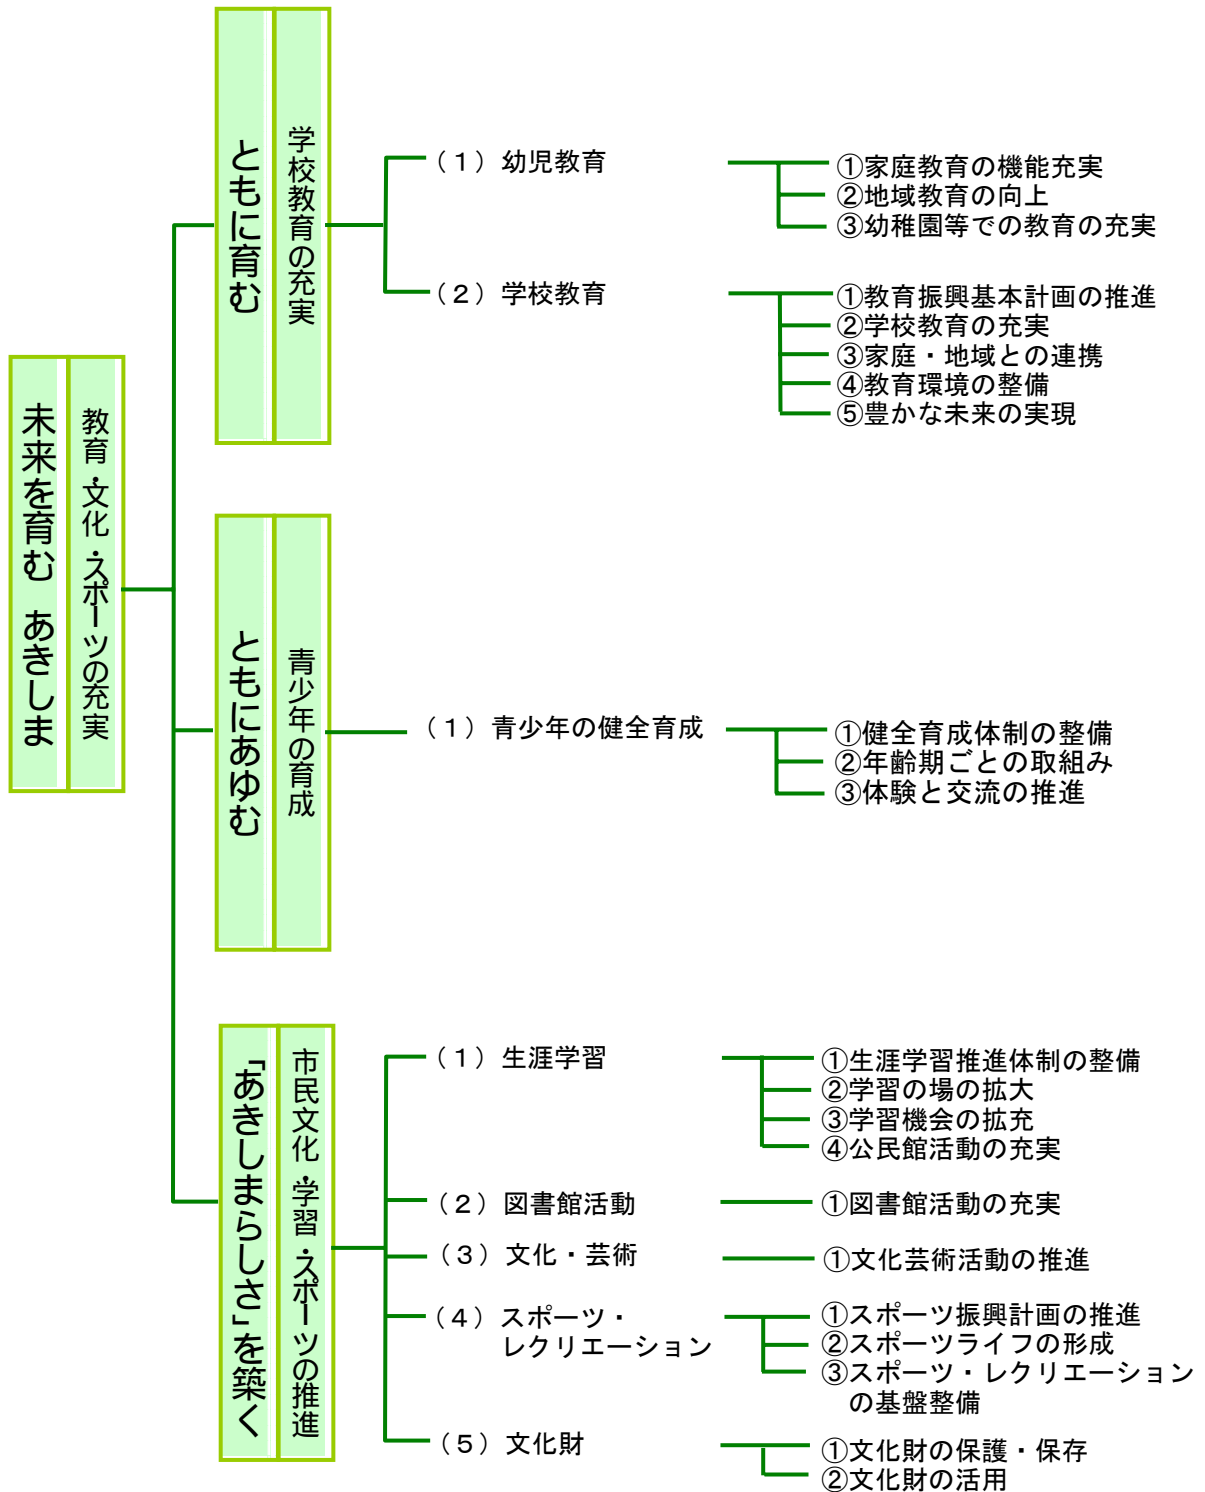 未来を育む　あきしま
教育・文化・スポーツの充実
ともに育む
学校教育の充実
（１）幼児教育
①家庭教育の機能充実
②地域教育の向上
③幼稚園等での教育の充実
（２）学校教育
①教育振興基本計画の推進
②学校教育の充実
③家庭・地域との連携
④教育環境の整備
⑤豊かな未来の実現
ともにあゆむ
青少年の育成
（１）青少年の健全育成
①健全育成体制の整備
②年齢期ごとの取組み
③体験と交流の推進
「あきしまらしさ」を築く
市民文化・学習・スポーツの推進
（１）生涯学習
①生涯学習推進体制の整備
②学習の場の拡大
③学習機会の拡充
④公民館活動の充実
（２）図書館活動
①図書館活動の充実
（３）文化・芸術
①文化芸術活動の推進
（４）スポーツ・
レクリエーション
①スポーツ振興計画の推進
②スポーツライフの形成
③スポーツ・レクリエーション
の基盤整備
（５）文化財
①文化財の保護・保存
②文化財の活用